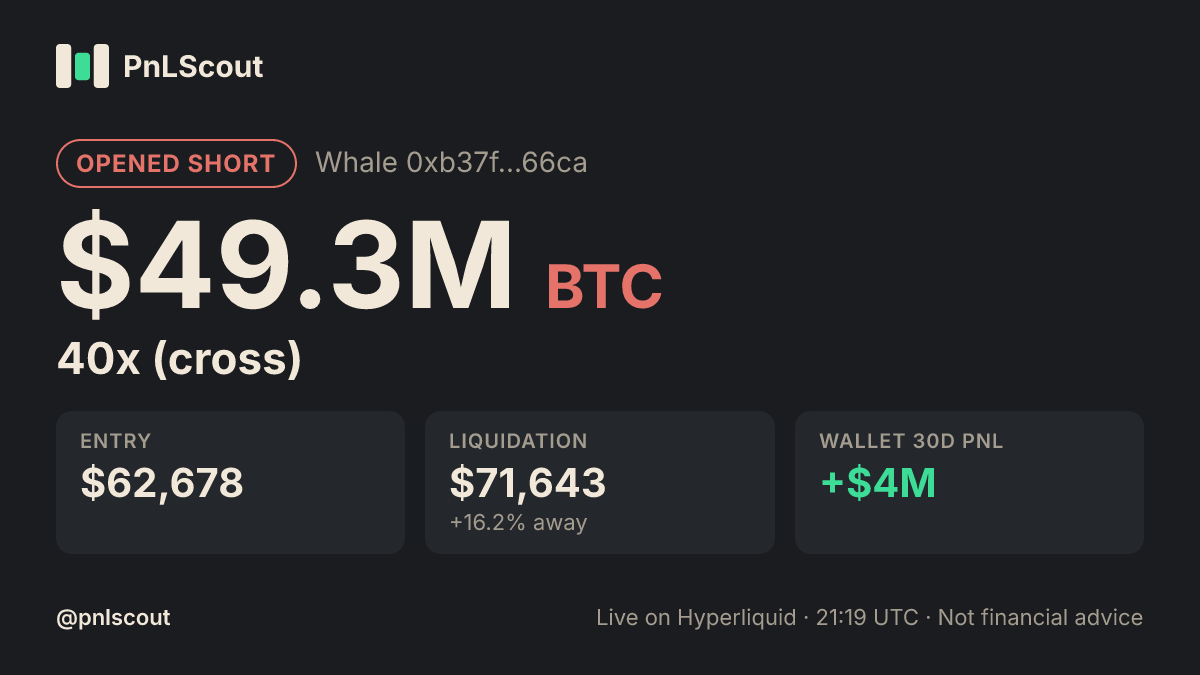 PnLScout
OPENED SHORT Whale 0xb37f...66ca
$49.3M BTC
40x (cross)
ENTRY
$62,678
LIQUIDATION
$71,643
+16.2% away
WALLET 30D PNL
+$4M
@pnlscout
Live on Hyperliquid · 21:19 UTC · Not financial advice